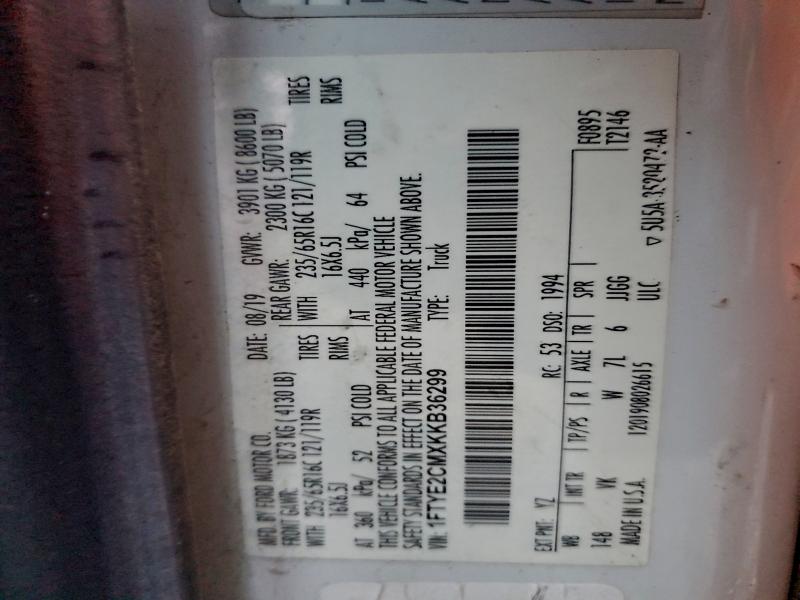 MFD. BY FORD MOTOR CO. DATE: 08/19 GVWR: 3901 KG ( 8600 LB)
FRONT GAWR: 1873 KG ( 4130 LB) REAR GAWR: 2300 KG ( 5070 LB)
WITH 235/65R16C 121/119R TIRES WITH 235/65R16C 121/119R TIRES
16X6.5J RIMS 16X6.5J RIMS
AT 360 kPa/ 52 PSI COLD AT 440 kPa/ 64 PSI COLD
THIS VEHICLE CONFORMS TO ALL APPLICABLE FEDERAL MOTOR VEHICLE
SAFETY STANDARDS IN EFFECT ON THE DATE OF MANUFACTURE SHOWN ABOVE.
VIN: 1FTYE2CMXKKB36299 TYPE: Truck
EXT PNT: YZ RC: 53 DSO: 1994 F0895
WB INT TR TP/PS R AXLE TR SPR T2146
148 VK W 7L 6 JJGG
MADE IN U.S.A. 1201908026615 ULC ▽ 5U5A-3520472-AA